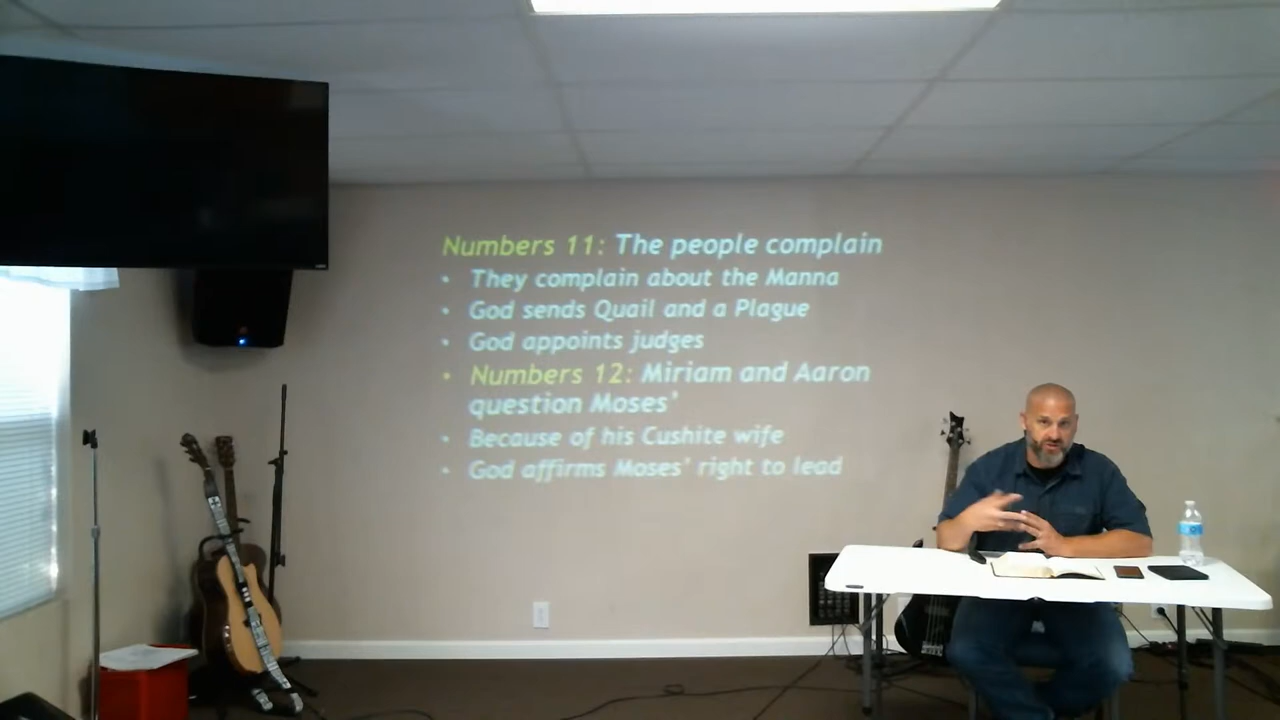 Numbers 11: The people complain
• They complain about the Manna
• God sends Quail and a Plague
• God appoints judges
• Numbers 12: Miriam and Aaron
question Moses'
• Because of his Cushite wife
• God affirms Moses' right to lead